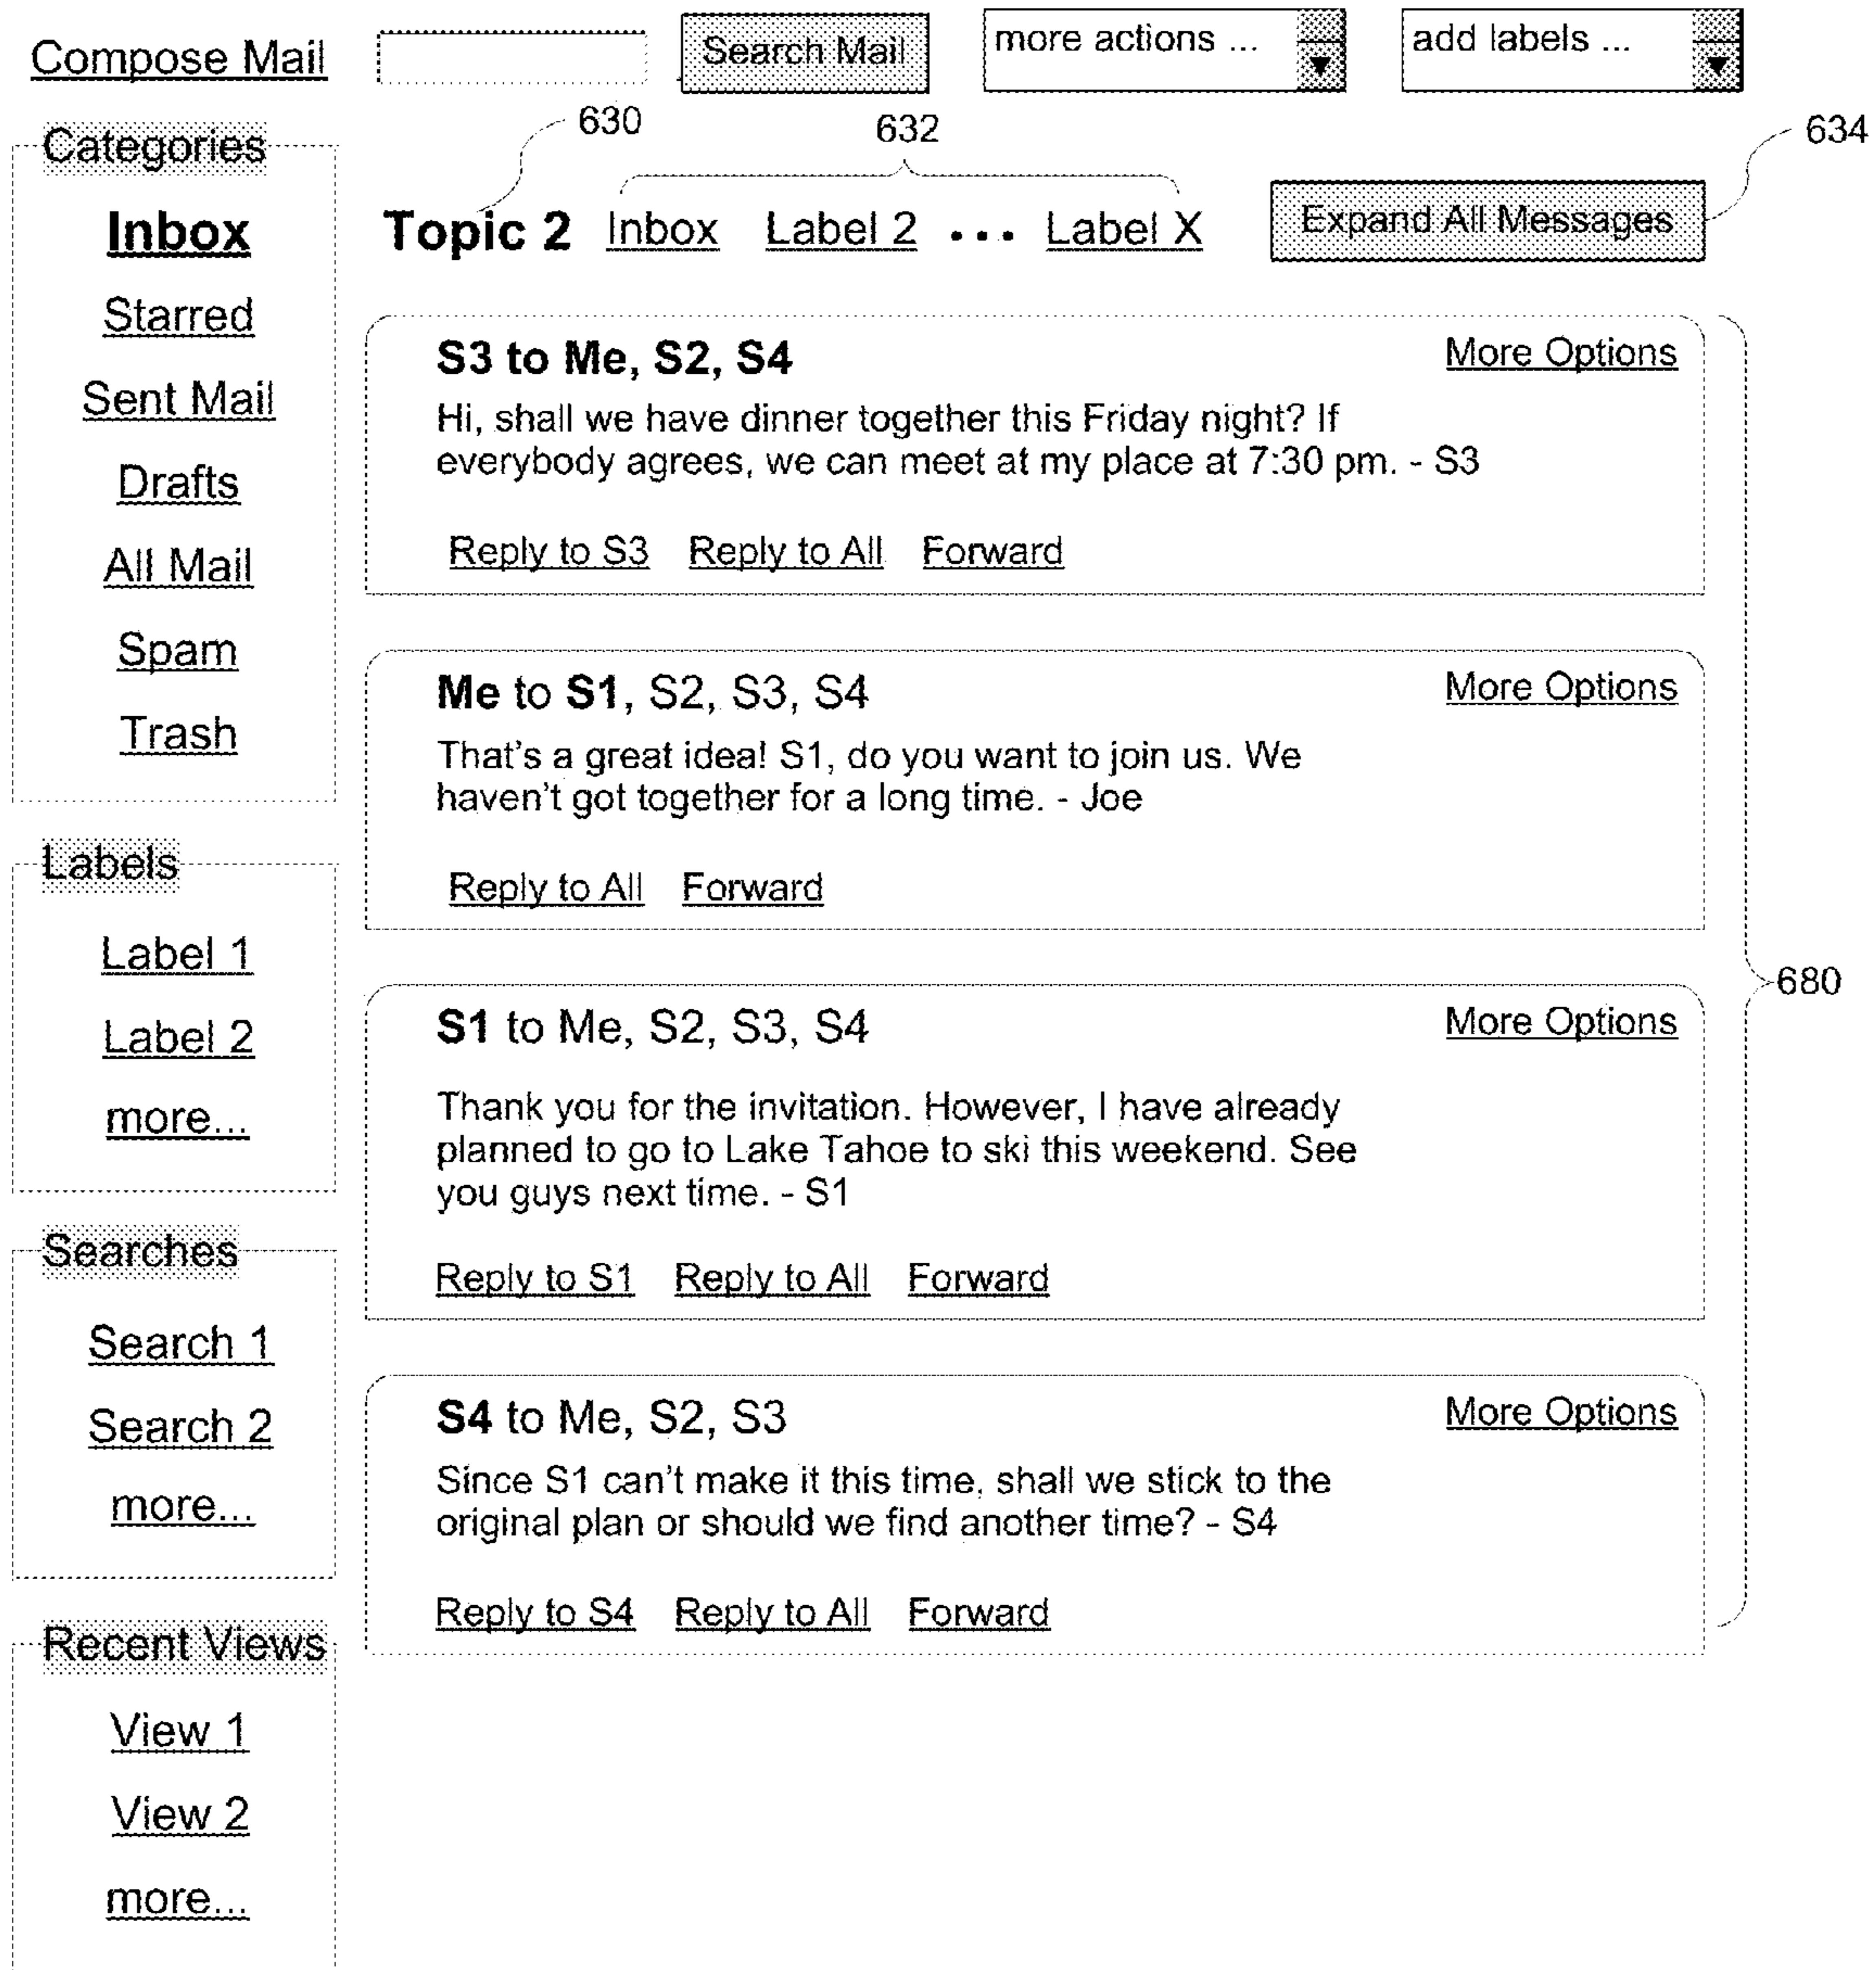 Compose Mail
Search Mail
more actions ...
add labels ...
630
632
634
Categories
Inbox
Starred
Sent Mail
Drafts
All Mail
Spam
Trash
Labels
Label 1
Label 2
more...
Searches
Search 1
Search 2
more...
Recent Views
View 1
View 2
more...
Topic 2 Inbox Label 2 ... Label X
Expand All Messages
S3 to Me, S2, S4
More Options
Hi, shall we have dinner together this Friday night? If
everybody agrees, we can meet at my place at 7:30 pm. - S3
Reply to S3 Reply to All Forward
Me to S1, S2, S3, S4
More Options
That's a great idea! S1, do you want to join us. We
haven't got together for a long time. - Joe
Reply to All Forward
S1 to Me, S2, S3, S4
More Options
Thank you for the invitation. However, I have already
planned to go to Lake Tahoe to ski this weekend. See
you guys next time. - S1
Reply to S1 Reply to All Forward
S4 to Me, S2, S3
More Options
Since S1 can't make it this time, shall we stick to the
original plan or should we find another time? - S4
Reply to S4 Reply to All Forward
680